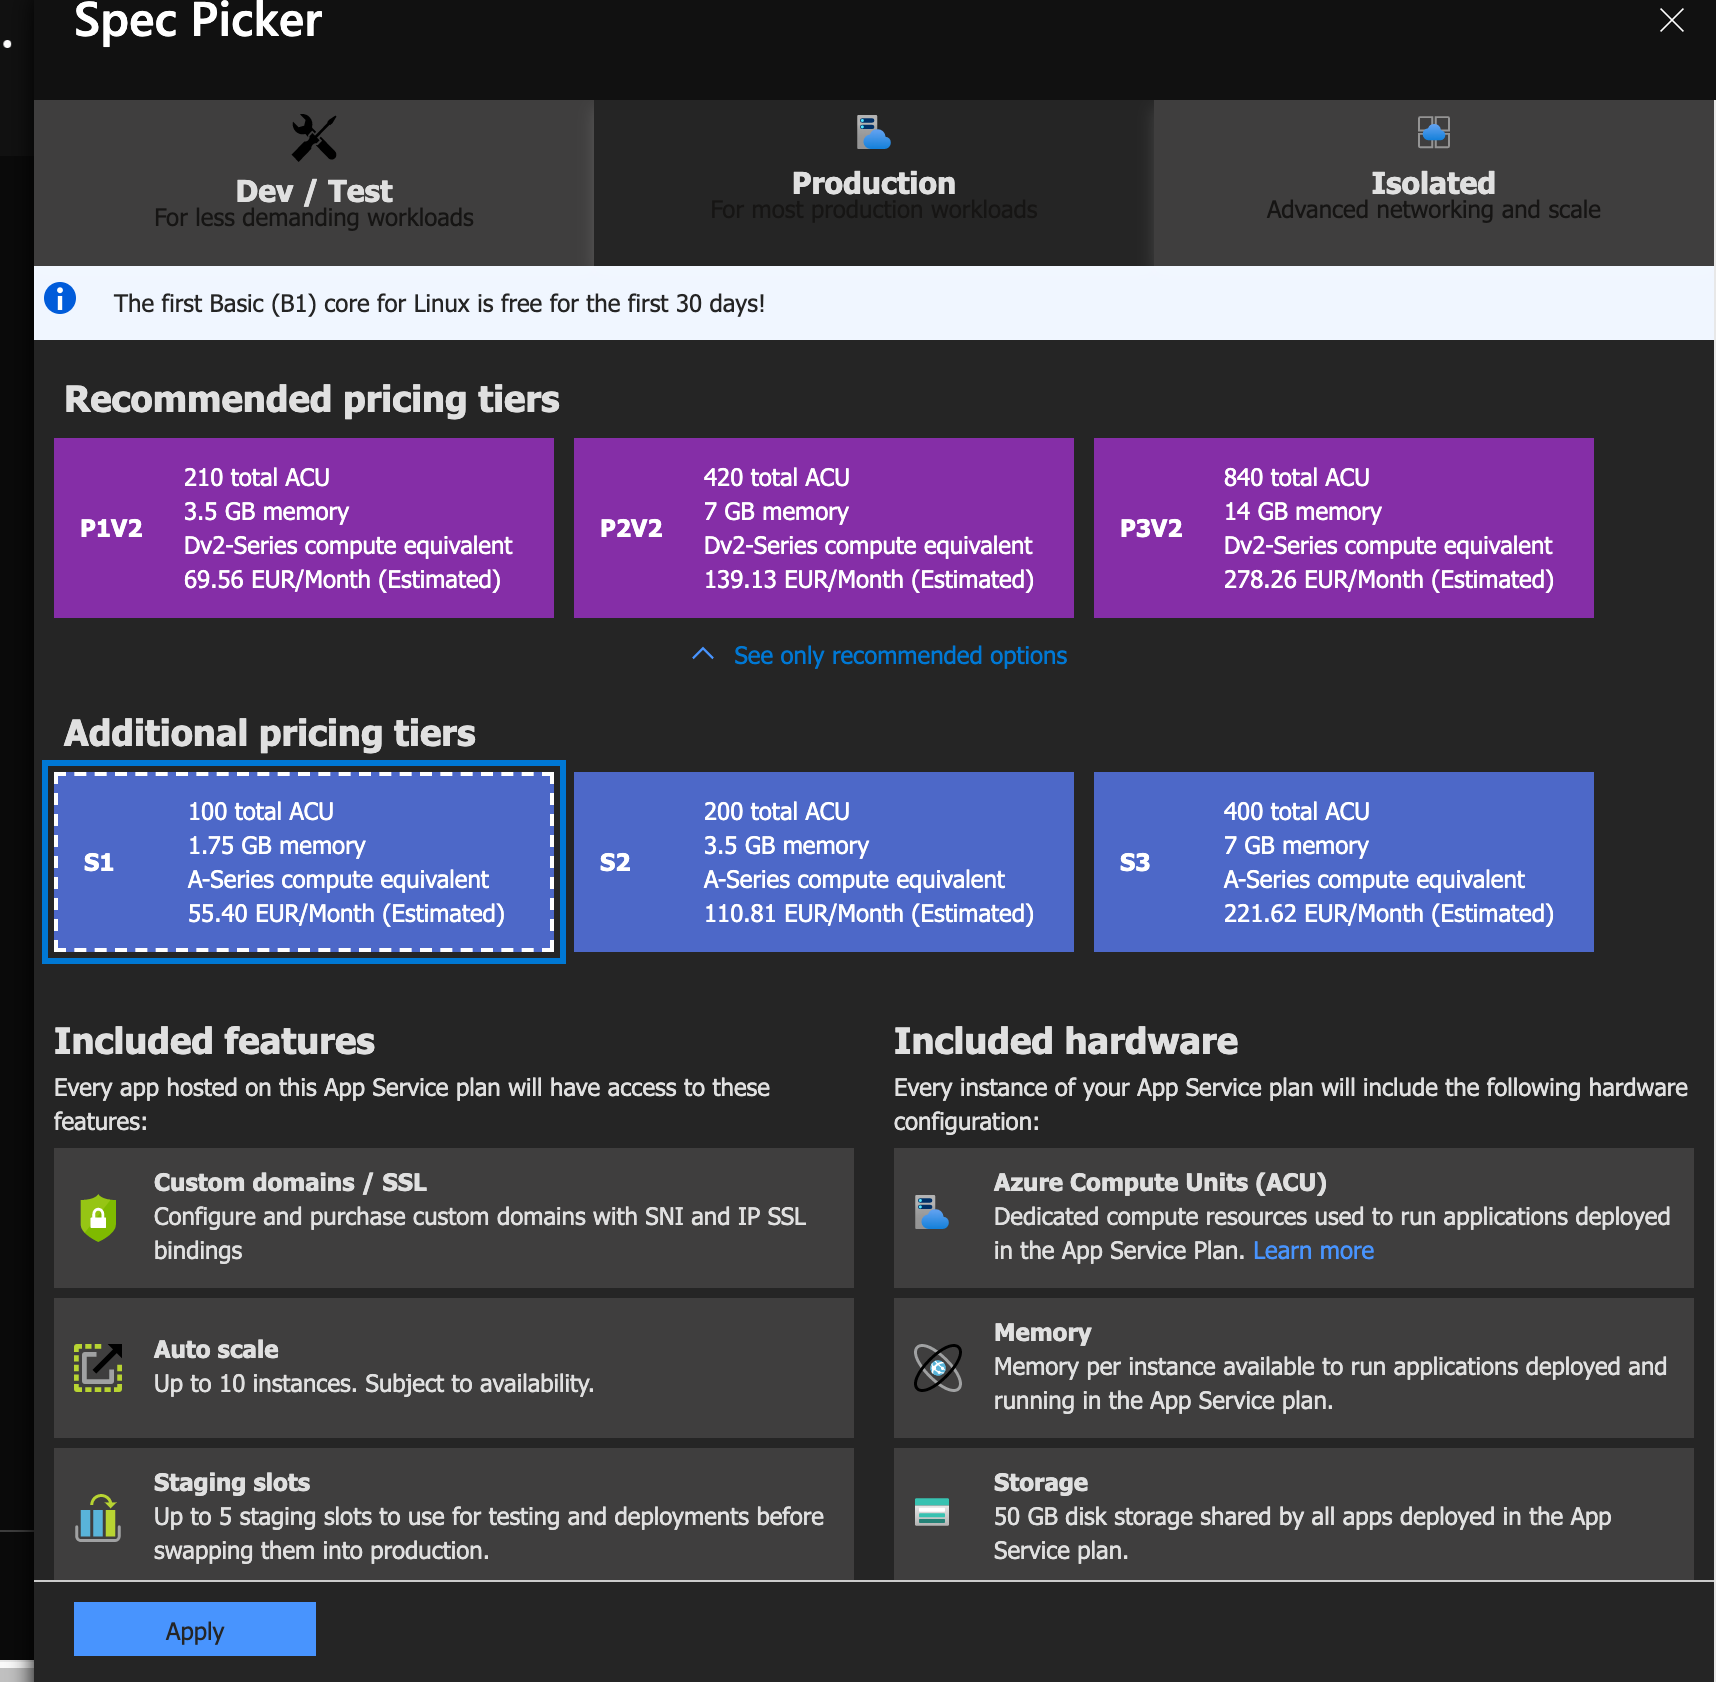 Spec Picker
Dev / Test
For less demanding workloads
Production
For most production workloads
Isolated
Advanced networking and scale
The first Basic (B1) core for Linux is free for the first 30 days!
Recommended pricing tiers
P1V2
210 total ACU
3.5 GB memory
Dv2-Series compute equivalent
69.56 EUR/Month (Estimated)
P2V2
420 total ACU
7 GB memory
Dv2-Series compute equivalent
139.13 EUR/Month (Estimated)
P3V2
840 total ACU
14 GB memory
Dv2-Series compute equivalent
278.26 EUR/Month (Estimated)
See only recommended options
Additional pricing tiers
S1
100 total ACU
1.75 GB memory
A-Series compute equivalent
55.40 EUR/Month (Estimated)
S2
200 total ACU
3.5 GB memory
A-Series compute equivalent
110.81 EUR/Month (Estimated)
S3
400 total ACU
7 GB memory
A-Series compute equivalent
221.62 EUR/Month (Estimated)
Included features
Every app hosted on this App Service plan will have access to these
features:
Custom domains / SSL
Configure and purchase custom domains with SNI and IP SSL
bindings
Auto scale
Up to 10 instances. Subject to availability.
Staging slots
Up to 5 staging slots to use for testing and deployments before
swapping them into production.
Included hardware
Every instance of your App Service plan will include the following hardware
configuration:
Azure Compute Units (ACU)
Dedicated compute resources used to run applications deployed
in the App Service Plan. Learn more
Memory
Memory per instance available to run applications deployed and
running in the App Service plan.
Storage
50 GB disk storage shared by all apps deployed in the App
Service plan.
Apply